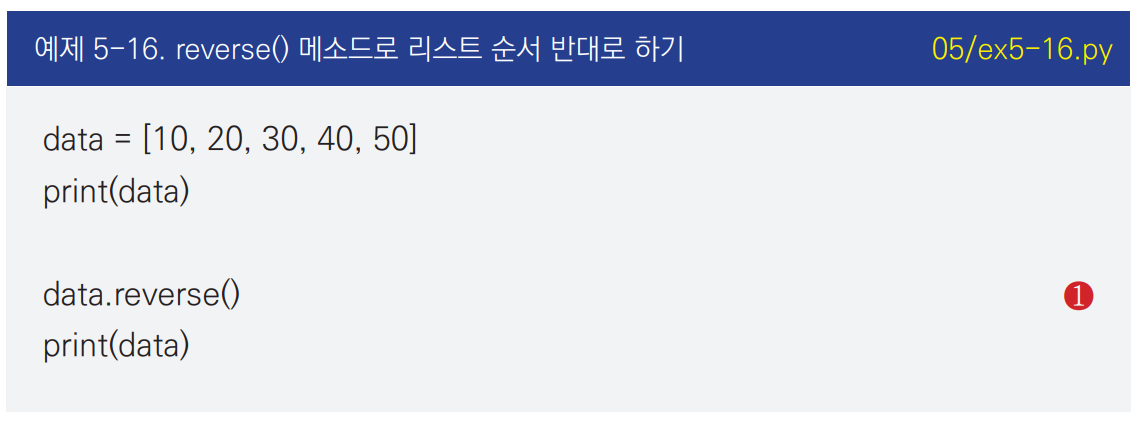 예제 5-16. reverse() 메소드로 리스트 순서 반대로 하기 05/ex5-16.py
data = [10, 20, 30, 40, 50]
print(data)
data.reverse() ❶
print(data)